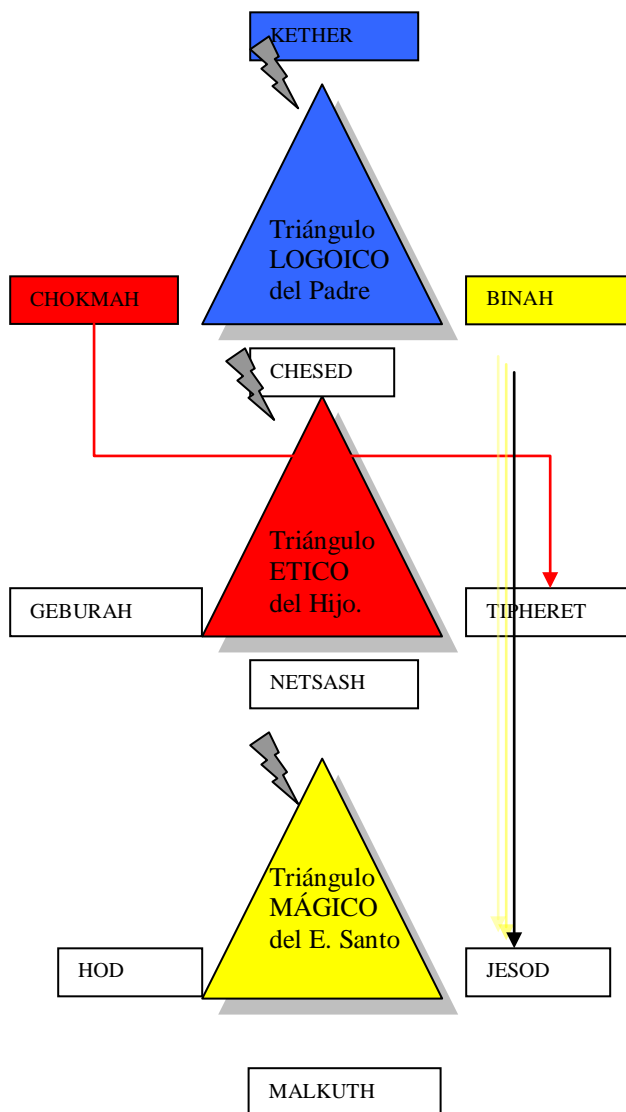 KETHER
Triángulo
LOGOICO
del Padre
CHOKMAH
BINAH
CHESED
Triángulo
ETICO
del Hijo.
GEBURAH
TIPHERET
NETSASH
Triángulo
MÁGICO
del E. Santo
HOD
JESOD
MALKUTH